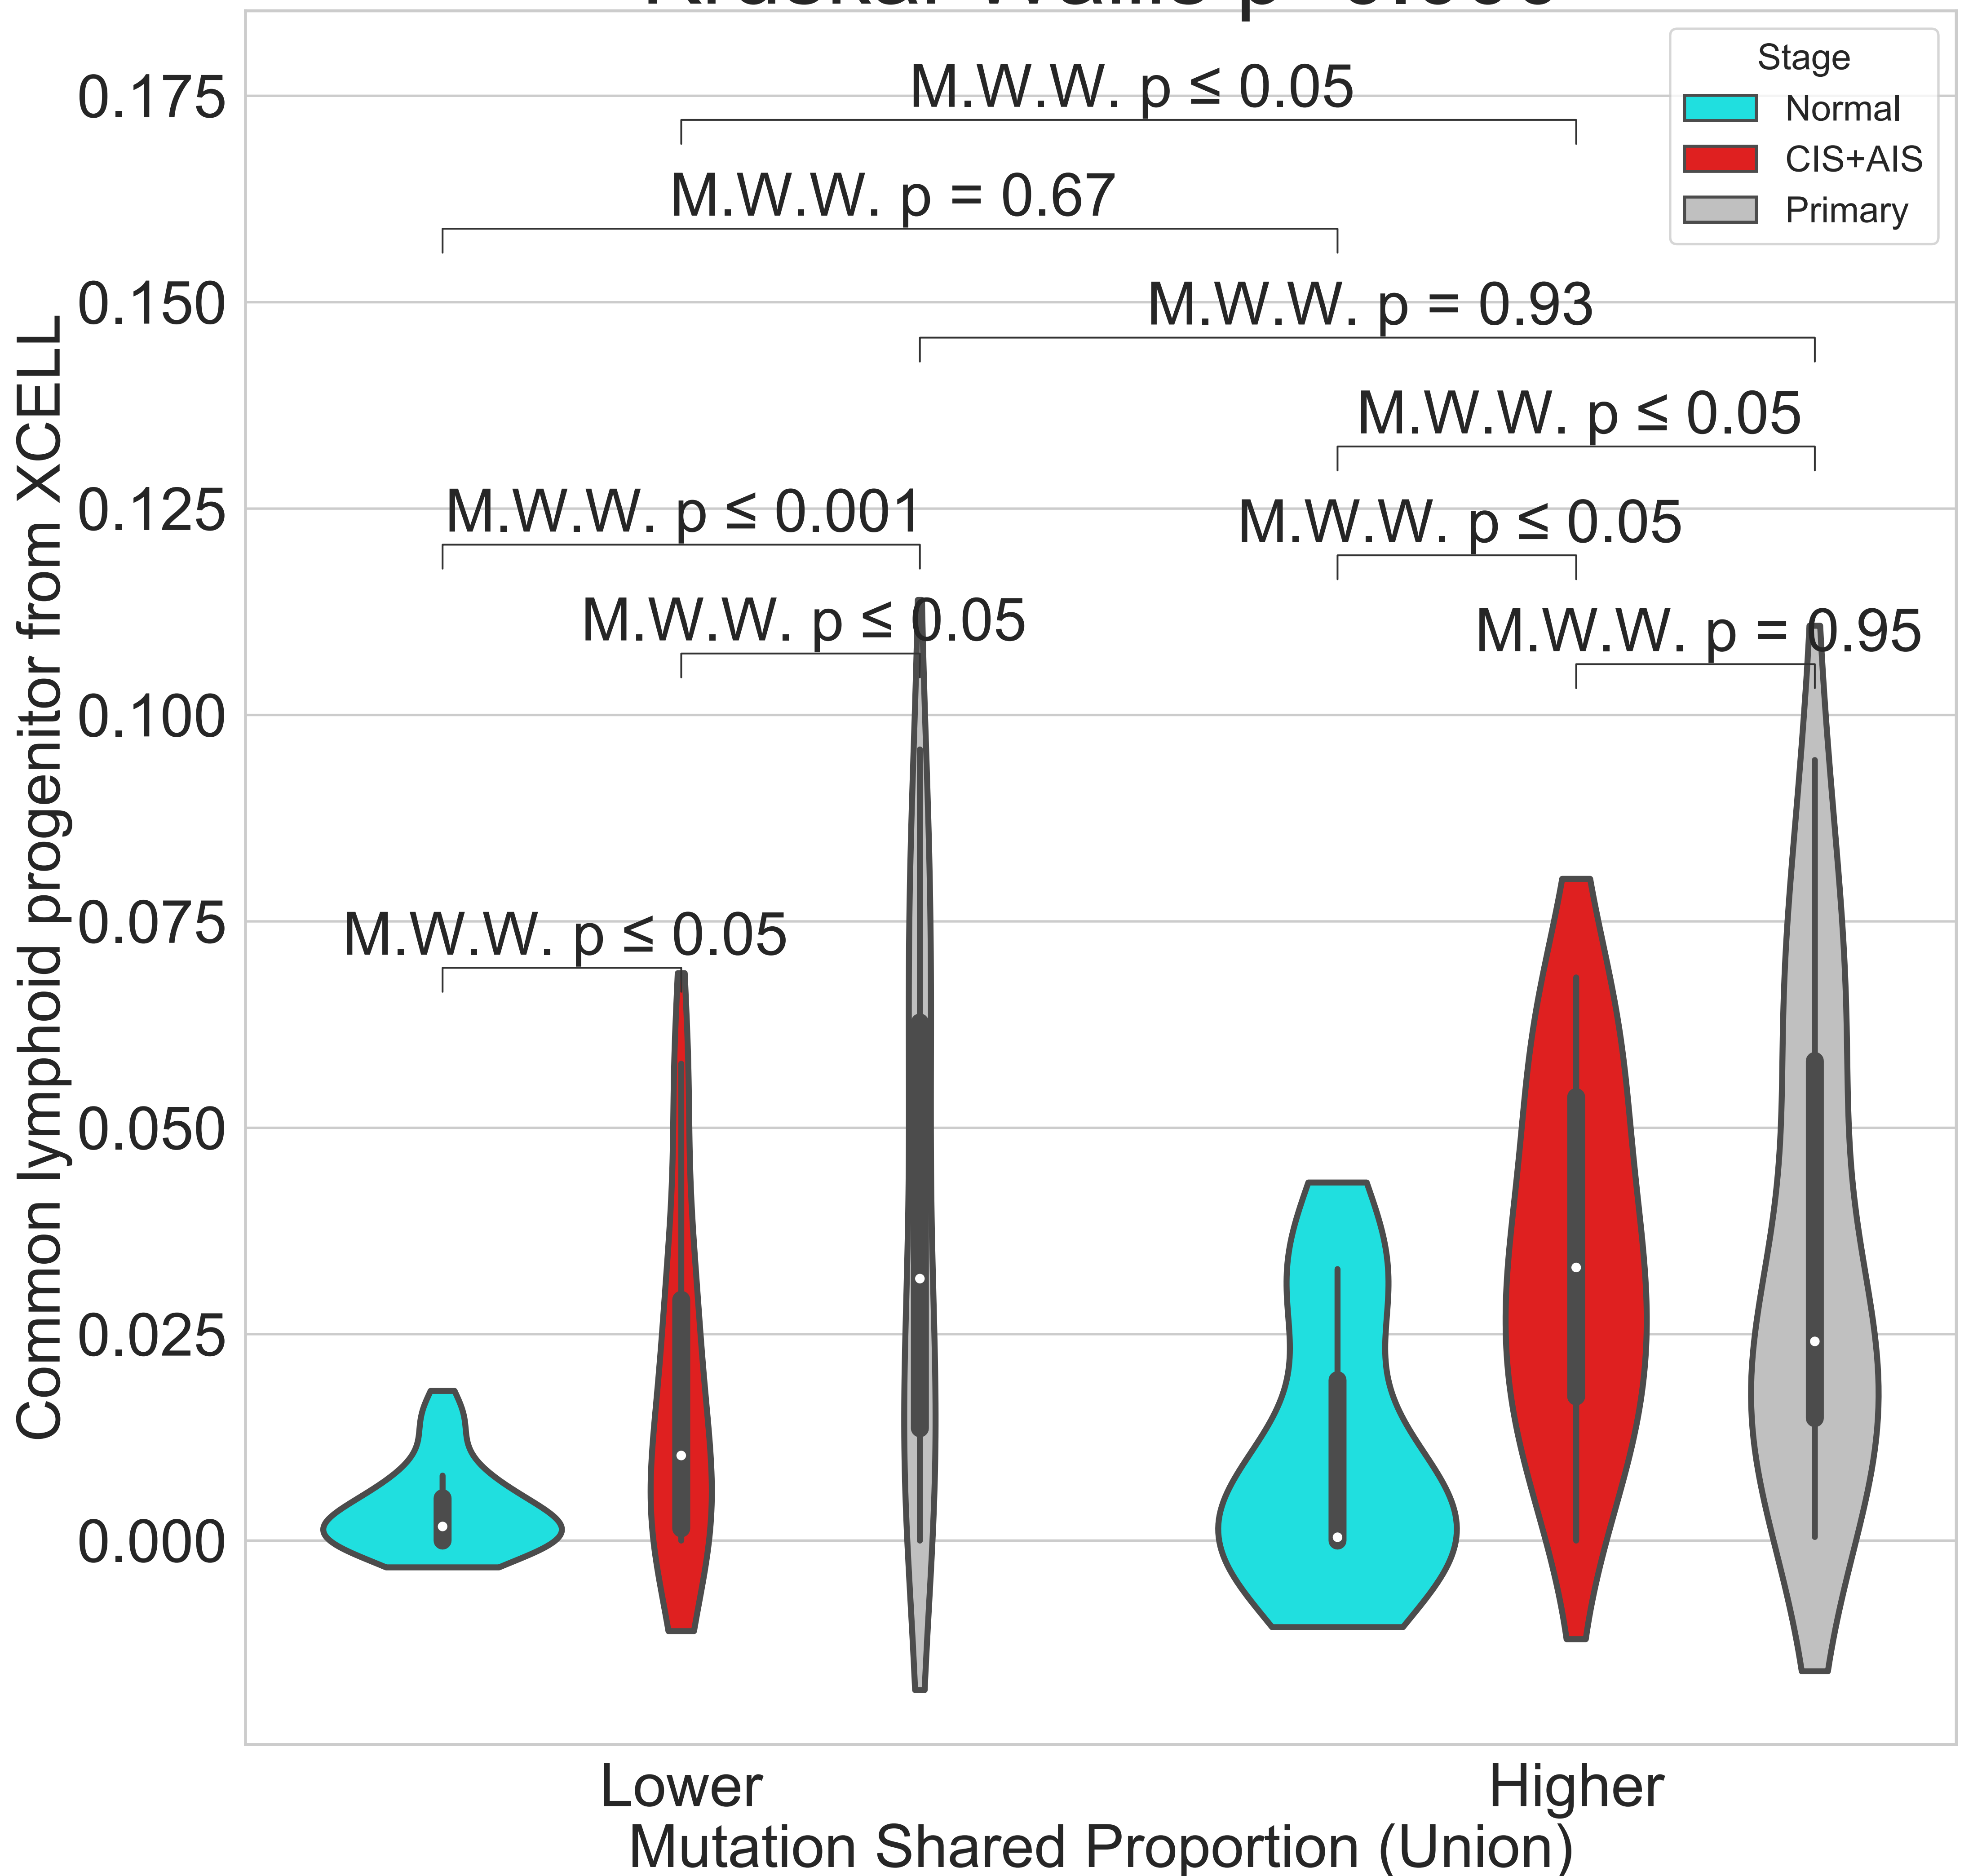 Stage
Normal
CIS+AIS
Primary
M.W.W. p ≤ 0.05
M.W.W. p = 0.67
M.W.W. p = 0.93
M.W.W. p ≤ 0.05
M.W.W. p ≤ 0.001
M.W.W. p ≤ 0.05
M.W.W. p ≤ 0.05
M.W.W. p = 0.95
M.W.W. p ≤ 0.05
0.175
0.150
0.125
0.100
0.075
0.050
0.025
0.000
Common lymphoid progenitor from XCELL
Lower
Higher
Mutation Shared Proportion (Union)